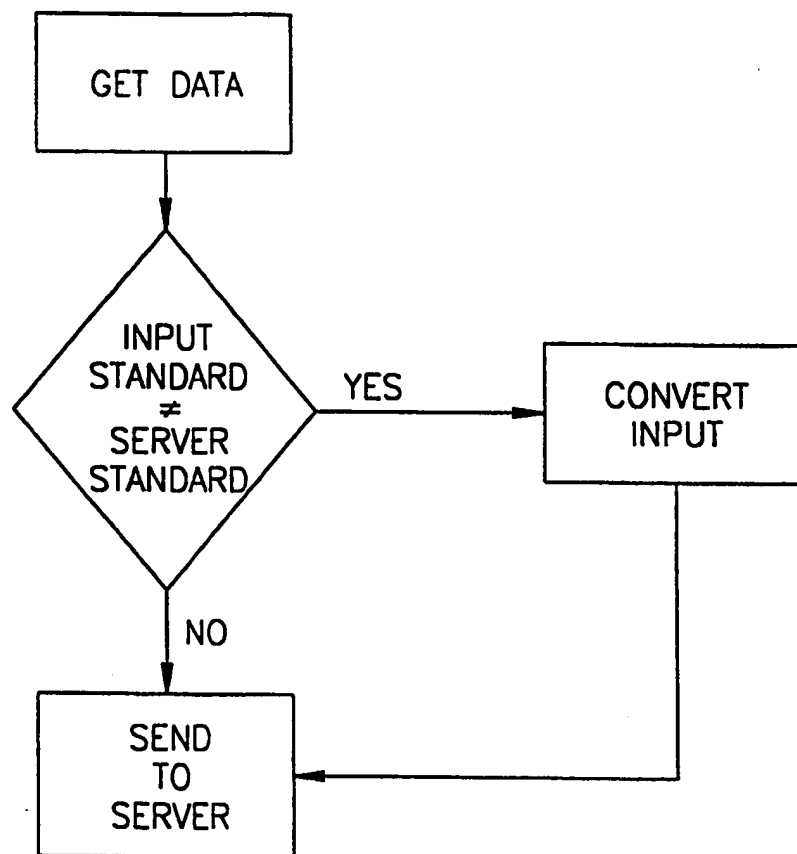 GET DATA
INPUT
STANDARD
≠
SERVER
STANDARD
YES
CONVERT
INPUT
NO
SEND
TO
SERVER